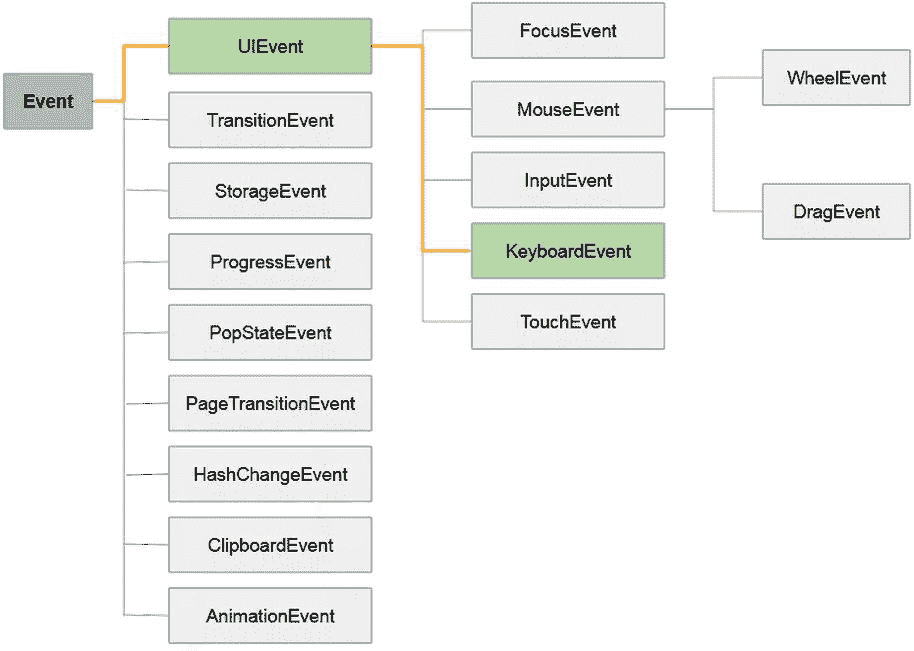 Event
UIEvent
TransitionEvent
StorageEvent
ProgressEvent
PopStateEvent
PageTransitionEvent
HashChangeEvent
ClipboardEvent
AnimationEvent
FocusEvent
MouseEvent
InputEvent
KeyboardEvent
TouchEvent
WheelEvent
DragEvent